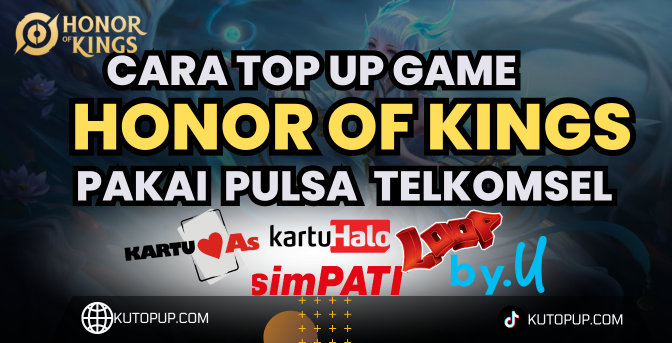 HONOR
OF
KINGS
CARA TOP UP GAME
HONOR OF KINGS
PAKAI PULSA TELKOMSEL
KARTU As
kartuHalo
LOOP
simPATI
by.U
KUTOPUP.COM
KUTOPUP.COM